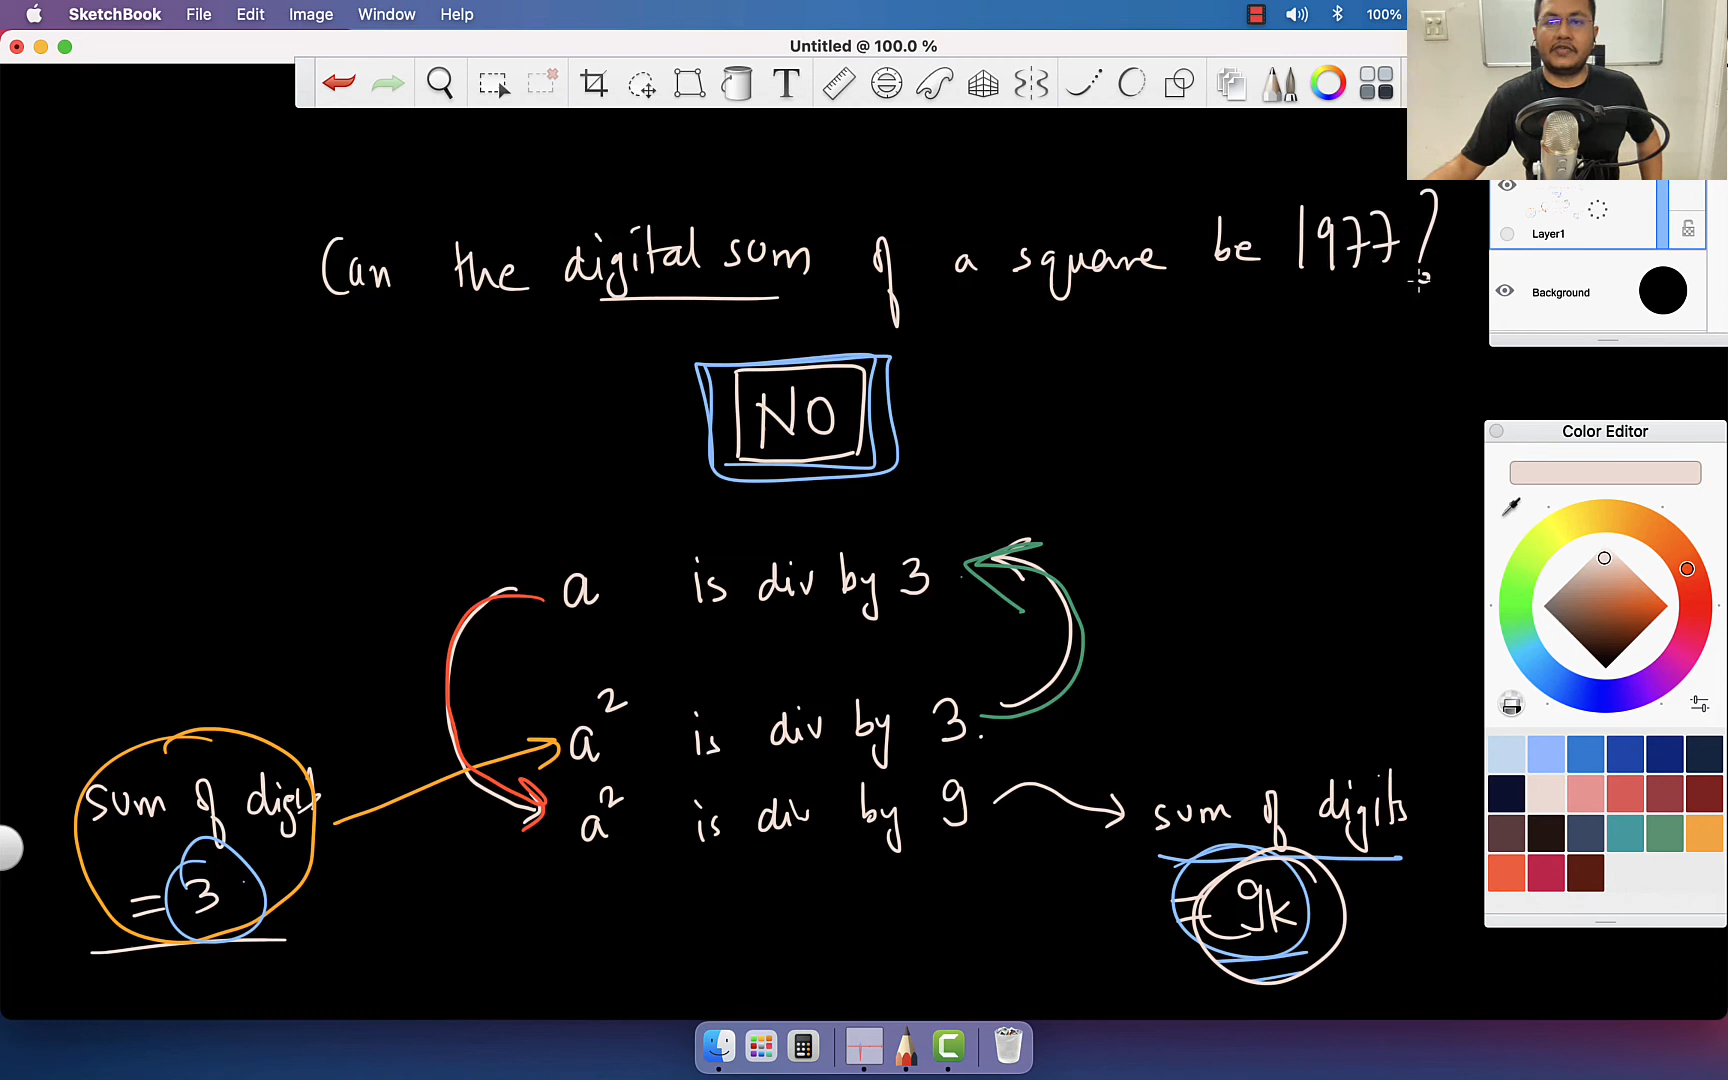 SketchBook File Edit Image Window Help 100%
Untitled @ 100.0 %
T
Layer1
Background
Can the digital sum of a square be 1977?
NO
Color Editor
a is div by 3
a² is div by 3.
sum of digits
= 3
a² is div by 9
sum of digits
= 9k